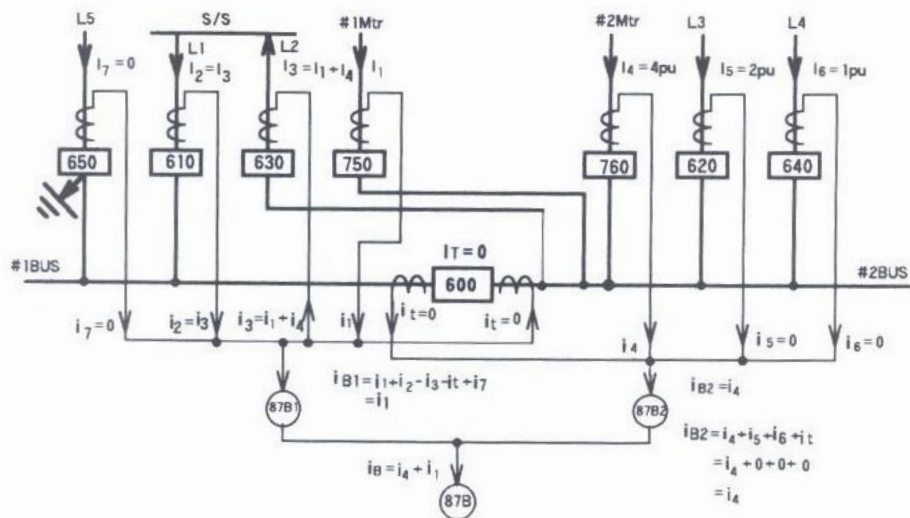 L5
S/S
#1Mtr
#2Mtr
L3
L4
L1
L2
I7=0
I2=I3
I3=I1+I4
I1
I4=4pu
I5=2pu
I6=1pu
650
610
630
750
760
620
640
IT=0
#1BUS
600
#2BUS
i7=0
i2=i3
i3=i1+i4
i1
it=0
it=0
i4
i5=0
i6=0
iB1=i1+i2-i3-it+i7
=i1
iB2=i4
87B1
87B2
iB2=i4+i5+i6+it
=i4+0+0+0
=i4
iB=i4+i1
87B